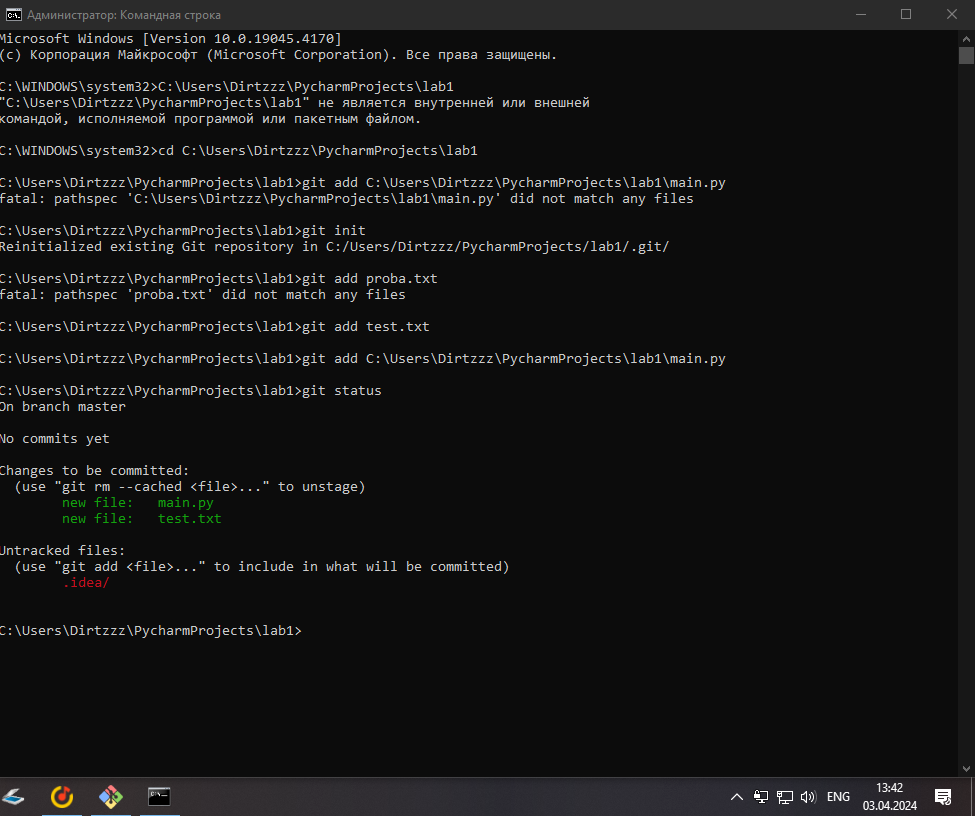 Администратор: Командная строка
Microsoft Windows [Version 10.0.19045.4170]
(c) Корпорация Майкрософт (Microsoft Corporation). Все права защищены.
C:\WINDOWS\system32>C:\Users\Dirtzzz\PycharmProjects\lab1
"C:\Users\Dirtzzz\PycharmProjects\lab1" не является внутренней или внешней
командой, исполняемой программой или пакетным файлом.
C:\WINDOWS\system32>cd C:\Users\Dirtzzz\PycharmProjects\lab1
C:\Users\Dirtzzz\PycharmProjects\lab1>git add C:\Users\Dirtzzz\PycharmProjects\lab1\main.py
fatal: pathspec 'C:\Users\Dirtzzz\PycharmProjects\lab1\main.py' did not match any files
C:\Users\Dirtzzz\PycharmProjects\lab1>git init
Reinitialized existing Git repository in C:/Users/Dirtzzz/PycharmProjects/lab1/.git/
C:\Users\Dirtzzz\PycharmProjects\lab1>git add proba.txt
fatal: pathspec 'proba.txt' did not match any files
C:\Users\Dirtzzz\PycharmProjects\lab1>git add test.txt
C:\Users\Dirtzzz\PycharmProjects\lab1>git add C:\Users\Dirtzzz\PycharmProjects\lab1\main.py
C:\Users\Dirtzzz\PycharmProjects\lab1>git status
On branch master
No commits yet
Changes to be committed:
  (use "git rm --cached <file>..." to unstage)
        new file:   main.py
        new file:   test.txt
Untracked files:
  (use "git add <file>..." to include in what will be committed)
        .idea/
C:\Users\Dirtzzz\PycharmProjects\lab1>
ENG
13:42
03.04.2024